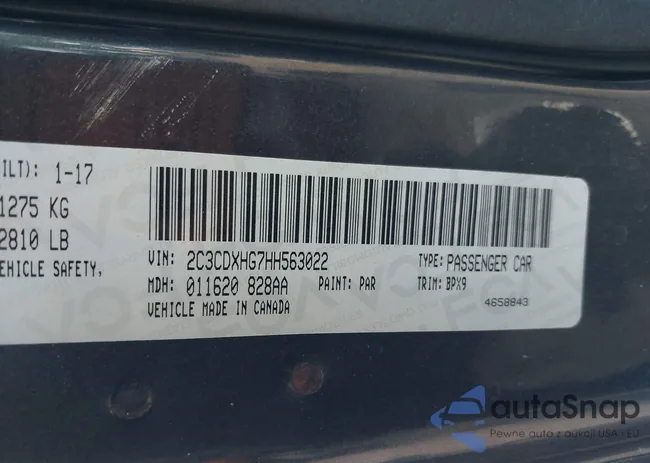 ILT): 1-17
1275 KG
2810 LB
EHICLE SAFETY,
VIN: 2C3CDXHG7HH563022 TYPE: PASSENGER CAR
MDH: 011620 828AA PAINT: PAR TRIM: BPX9
VEHICLE MADE IN CANADA 4658843
autoSnap
Pewne auta z aukcji USA i EU